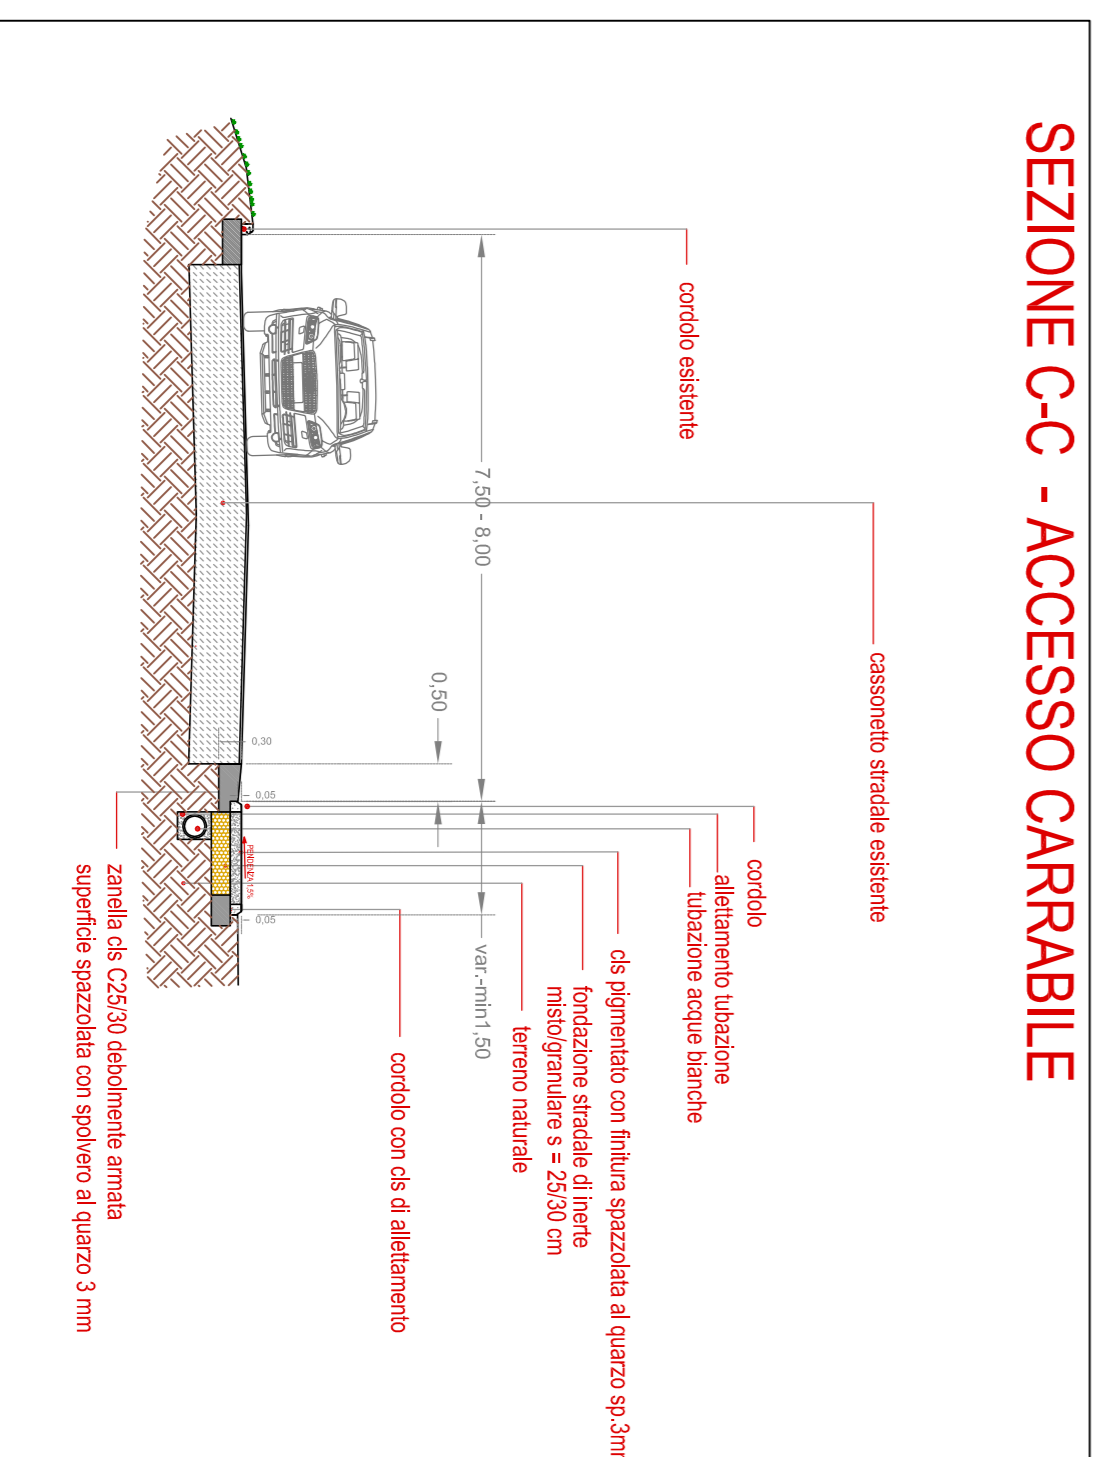 SEZIONE C-C - ACCESSO CARRABILE
cassonetto stradale esistente
cordolo esistente
cordolo
allettamento tubazione
tubazione acque bianche
cls pigmentato con finitura spazzolata al quarzo
fondazione stradale di inerte
misto/granulare s = 25/30 cm
terreno naturale
cordolo con cls di allettamento
7,50 - 8,00
var.-min1,50
0,50
0,30
0,05
0,05
PENDENZA 1.5%
zanella cls C25/30 debolmente armata
superficie spazzolata con spolvero al quarzo 3 mm